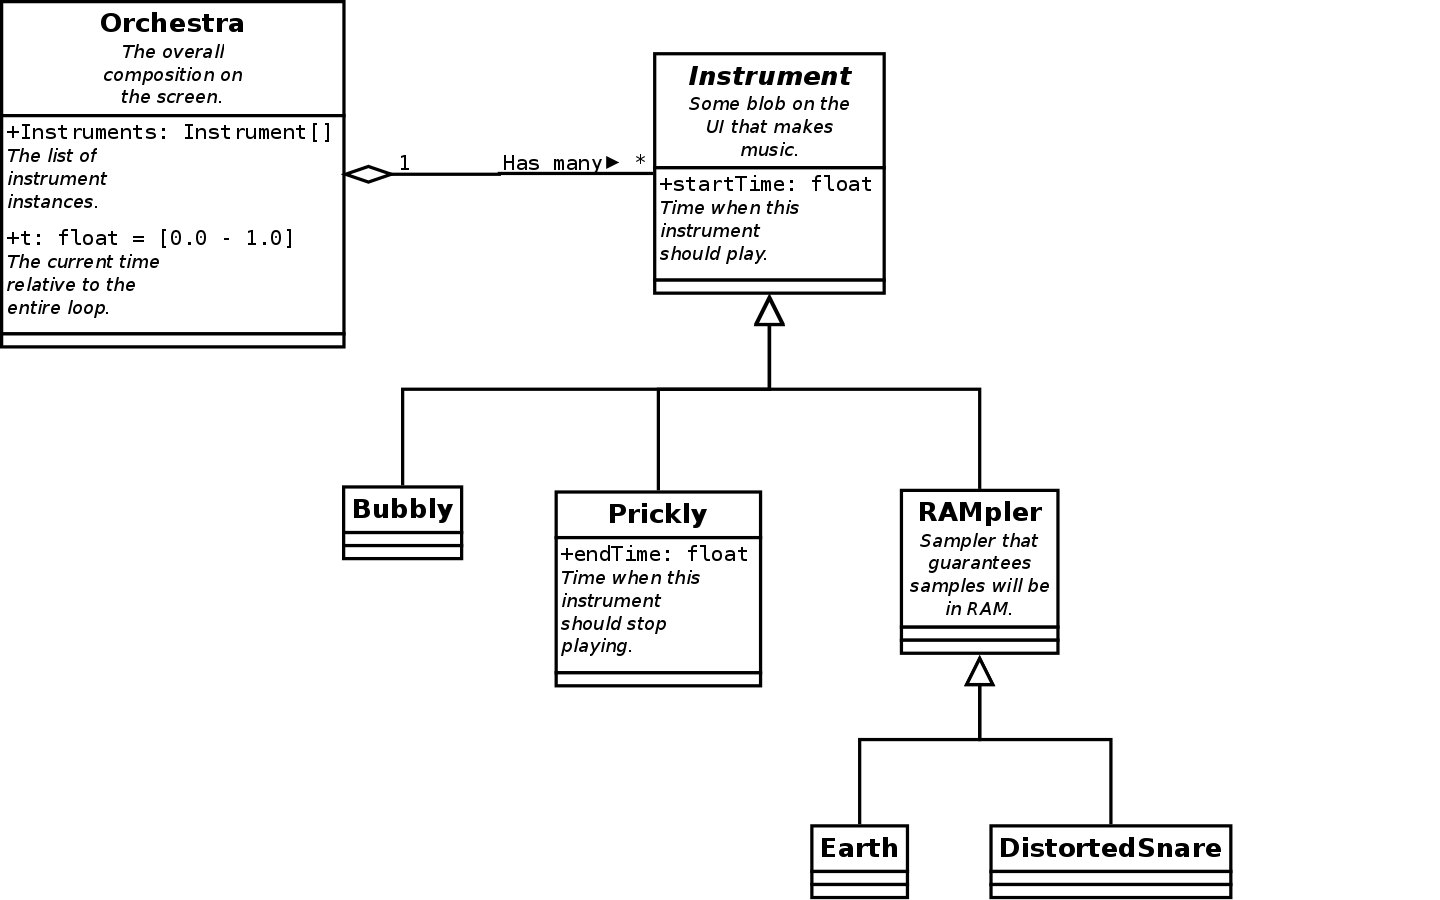 Orchestra
The overall
composition on
the screen.
+Instruments: Instrument[]
The list of
instrument
instances.
+t: float = [0.0 - 1.0]
The current time
relative to the
entire loop.
1
Has many▶ *
Instrument
Some blob on the
UI that makes
music.
+startTime: float
Time when this
instrument
should play.
Bubbly
Prickly
+endTime: float
Time when this
instrument
should stop
playing.
RAMpler
Sampler that
guarantees
samples will be
in RAM.
Earth
DistortedSnare